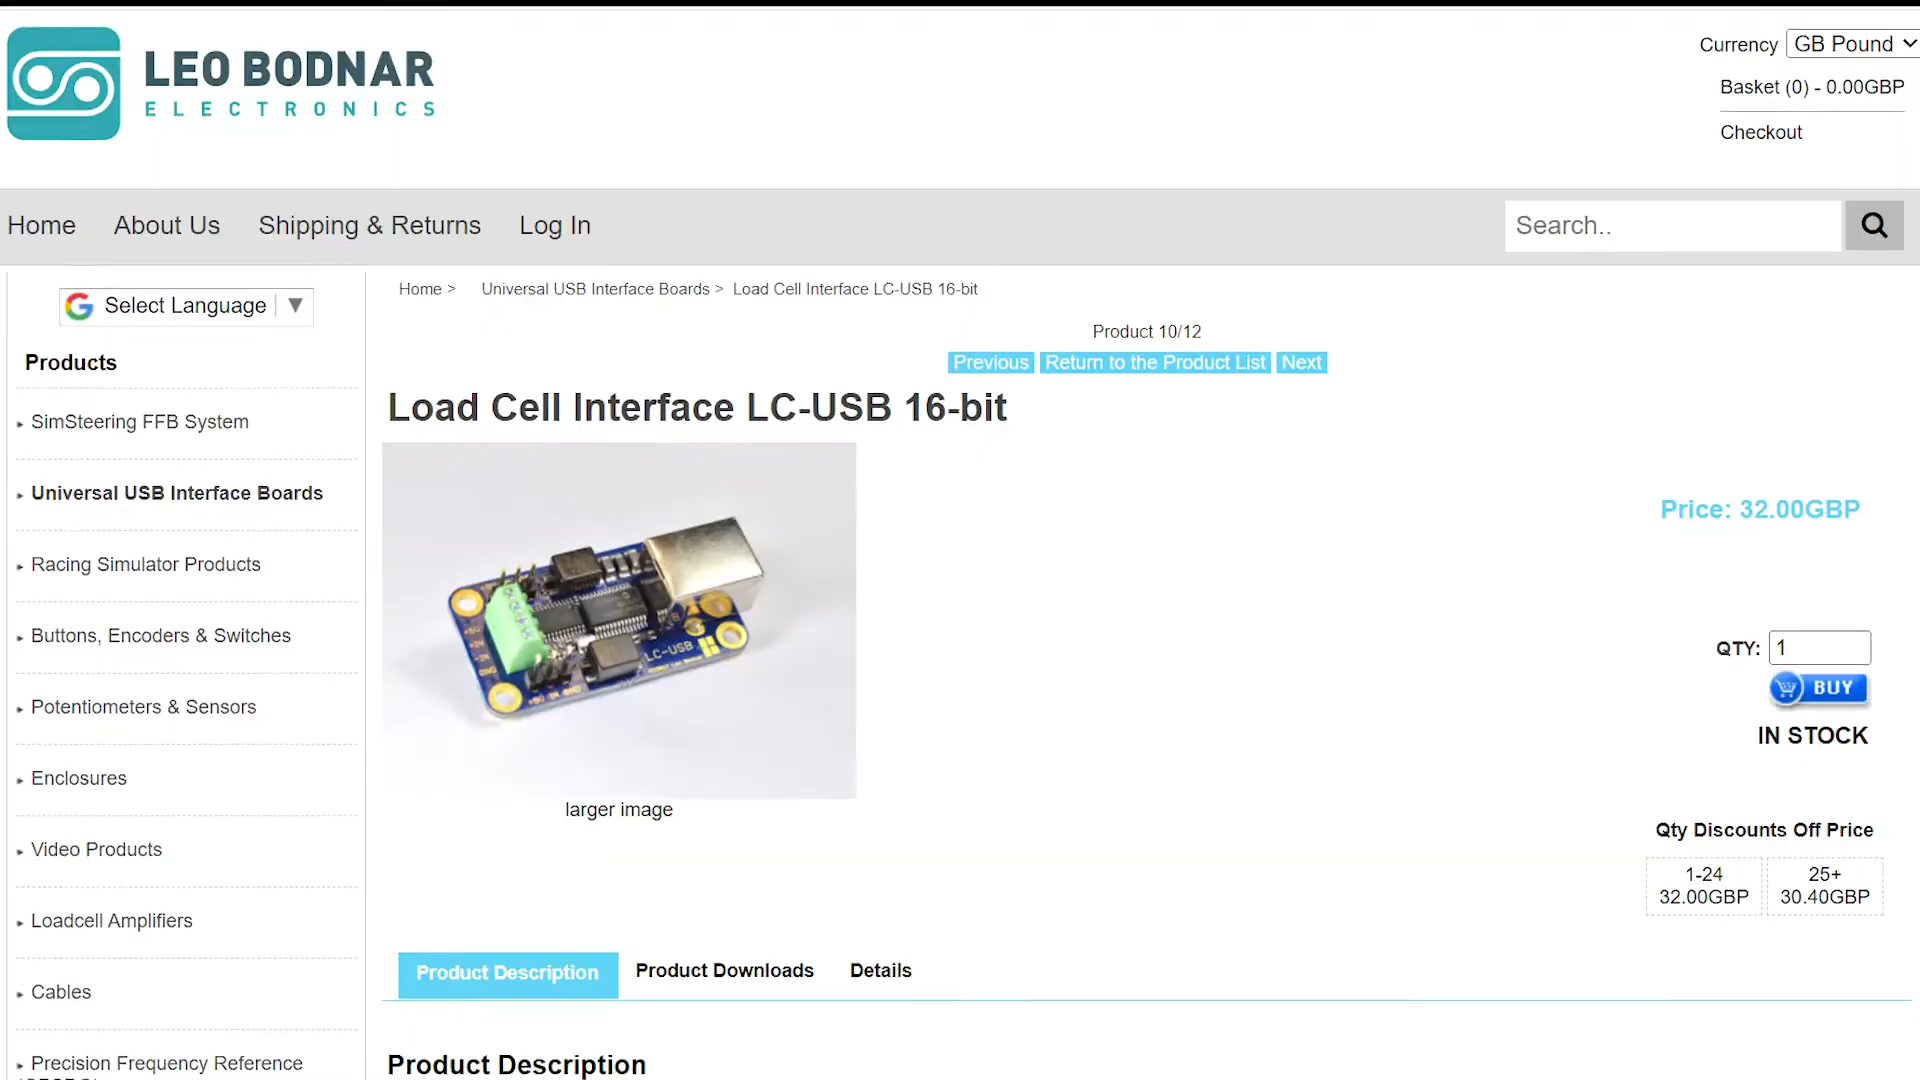 LEO BODNAR
ELECTRONICS
Currency GB Pound
Basket (0) - 0.00GBP
Checkout
Home About Us Shipping & Returns Log In Search..
Select Language ▼
Home > Universal USB Interface Boards > Load Cell Interface LC-USB 16-bit
Product 10/12
Previous Return to the Product List Next
Products
SimSteering FFB System
Universal USB Interface Boards
Racing Simulator Products
Buttons, Encoders & Switches
Potentiometers & Sensors
Enclosures
Video Products
Loadcell Amplifiers
Cables
Precision Frequency Reference
Load Cell Interface LC-USB 16-bit
LC-USB
larger image
Price: 32.00GBP
QTY: 1
BUY
IN STOCK
Qty Discounts Off Price
1-24 25+
32.00GBP 30.40GBP
Product Description Product Downloads Details
Product Description